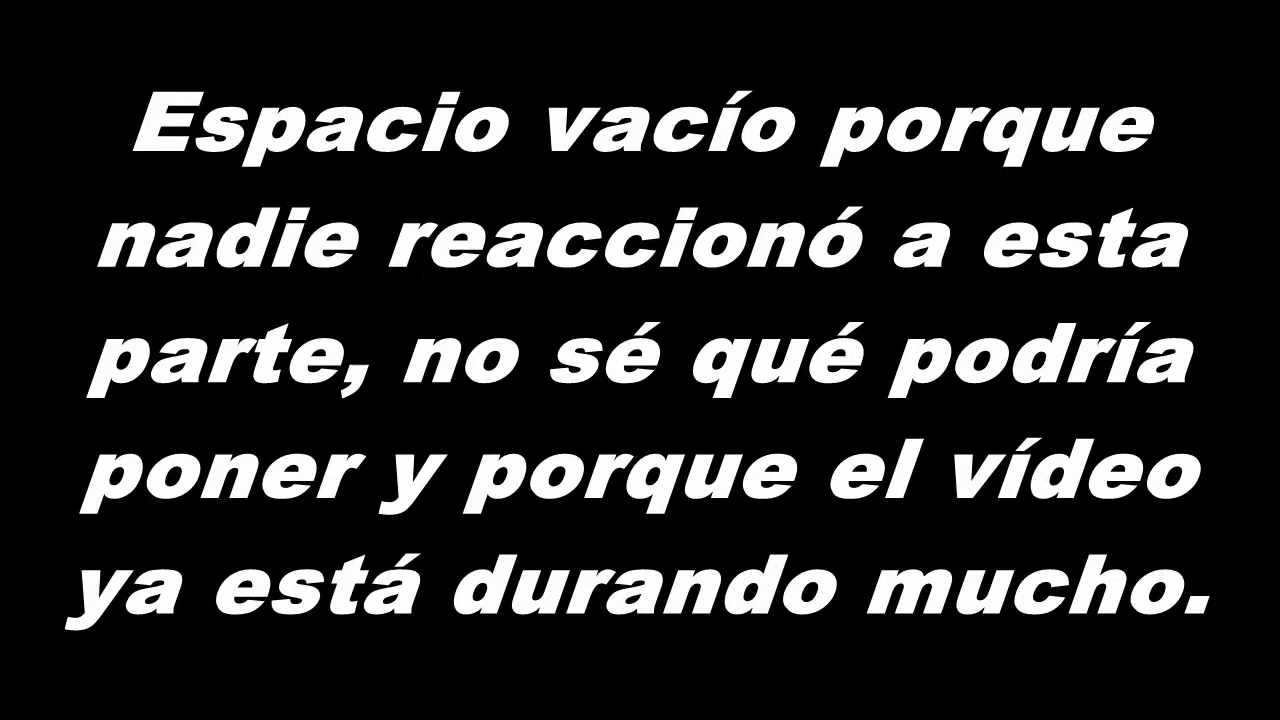 Espacio vacío porque
nadie reaccionó a esta
parte, no sé qué podría
poner y porque el vídeo
ya está durando mucho.